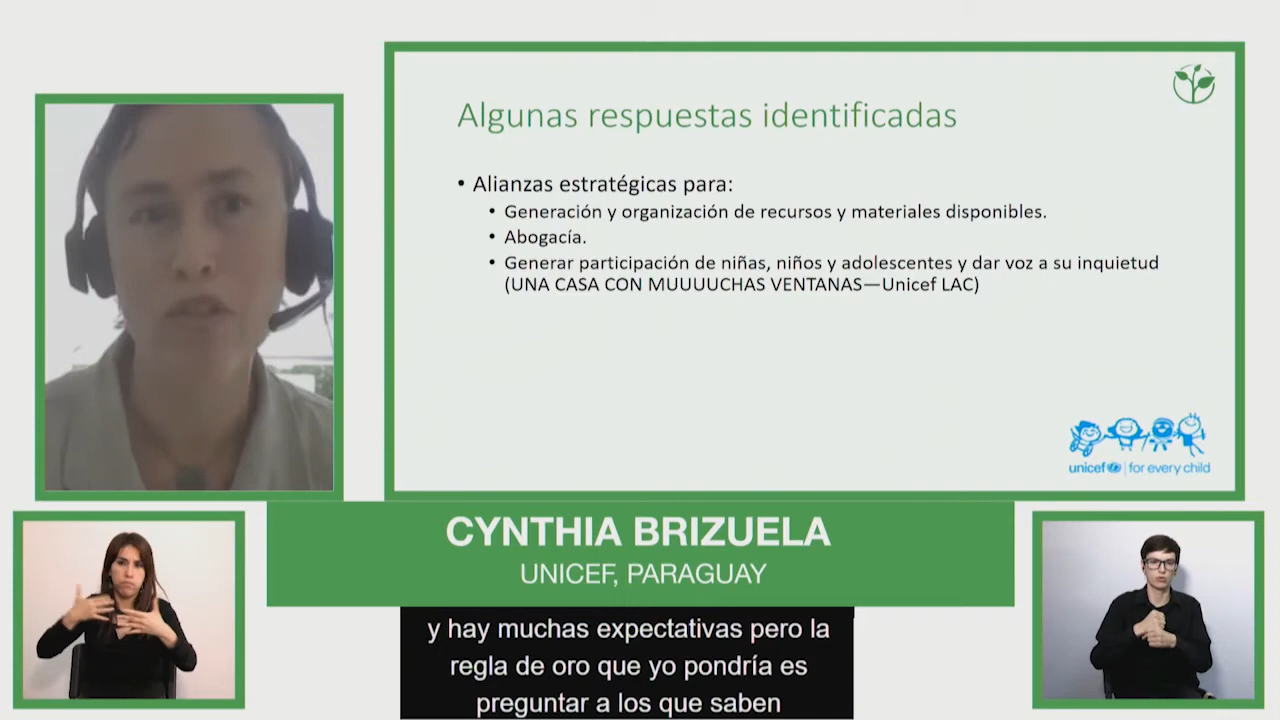 Algunas respuestas identificadas
• Alianzas estratégicas para:
• Generación y organización de recursos y materiales disponibles.
• Abogacía.
• Generar participación de niñas, niños y adolescentes y dar voz a su inquietud
(UNA CASA CON MUUUUCHAS VENTANAS—Unicef LAC)
unicef | for every child
CYNTHIA BRIZUELA
UNICEF, PARAGUAY
y hay muchas expectativas pero la
regla de oro que yo pondría es
preguntar a los que saben